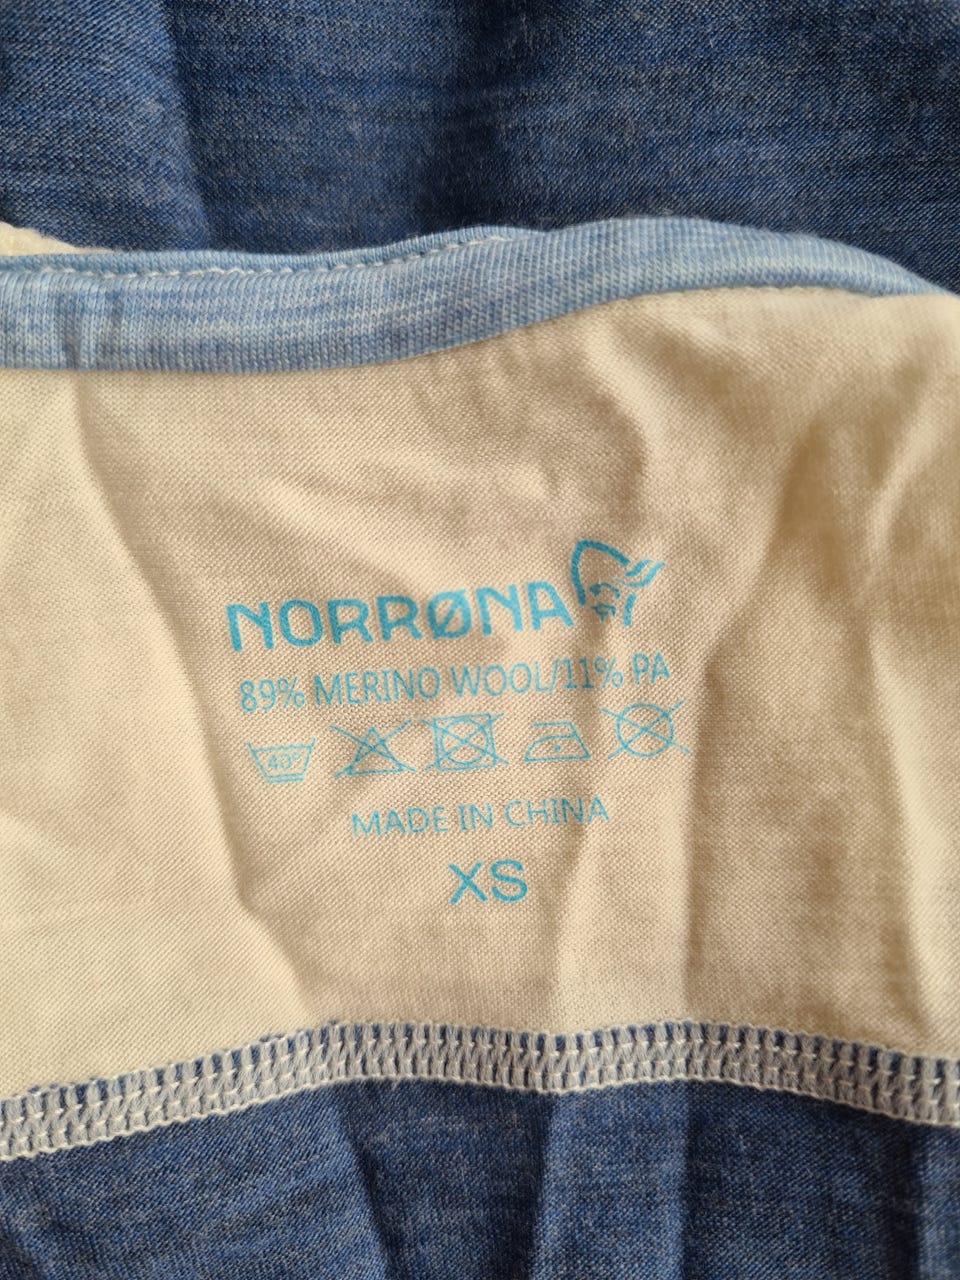 NORRØNA
89% MERINO WOOL/11% PA
40°
MADE IN CHINA
XS